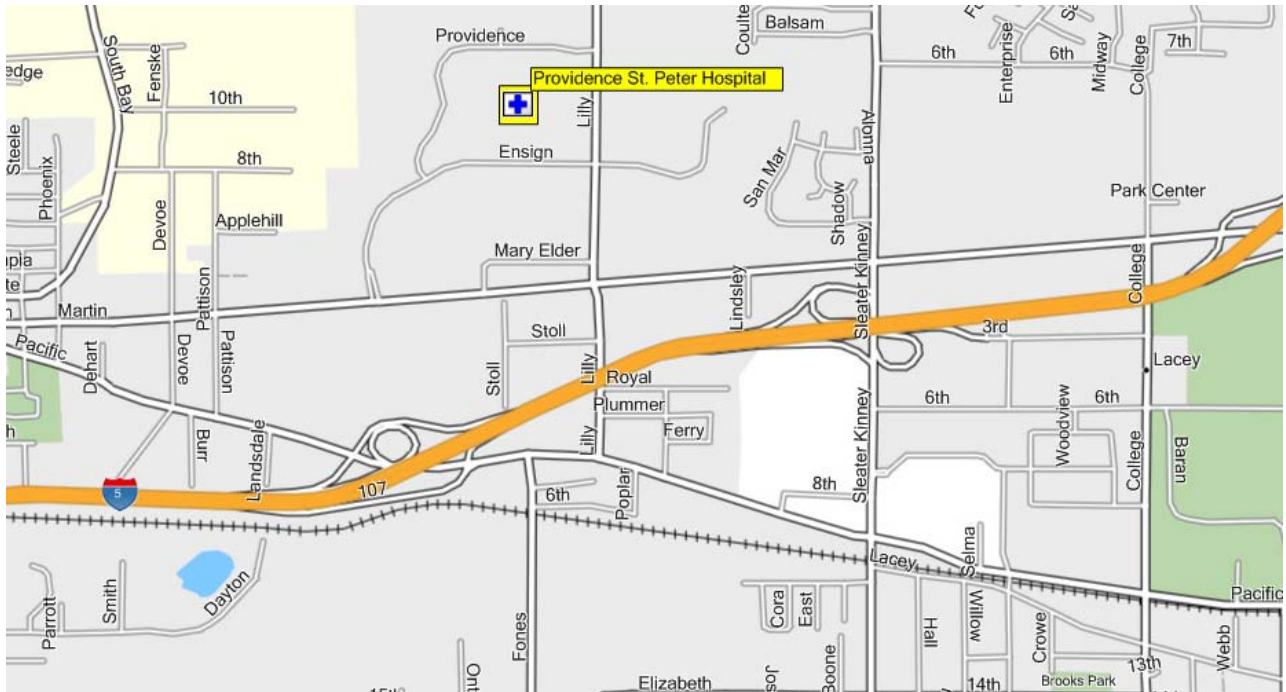 Providence
Balsam
Coulte
6th
6th
7th
Enterprise
Midway
College
edge
South Bay
Fenske
Providence St. Peter Hospital
10th
Lilly
Steele
Phoenix
8th
Ensign
Alonna
San Mar
Shadow
Park Center
Devoe
Applehill
Mary Elder
Sleater Kinney
College
Lindsley
pia
te
Martin
Pattison
Pattison
Devoe
Pacific
Dehart
Stoll
Stoll
3rd
Lacey
Lilly
Royal
Plummer
Ferry
Lilly
6th
6th
Woodview
College
Baran
Burr
Landsdale
107
5
h
6th
Poplar
8th
Sleater Kinney
Lacey
Selma
Pacific
Parrott
Smith
Dayton
Fones
Cora
East
Boone
Hall
Willow
Crowe
13th
Webb
14th
Brooks Park
Elizabeth
15th
Ont
Jos